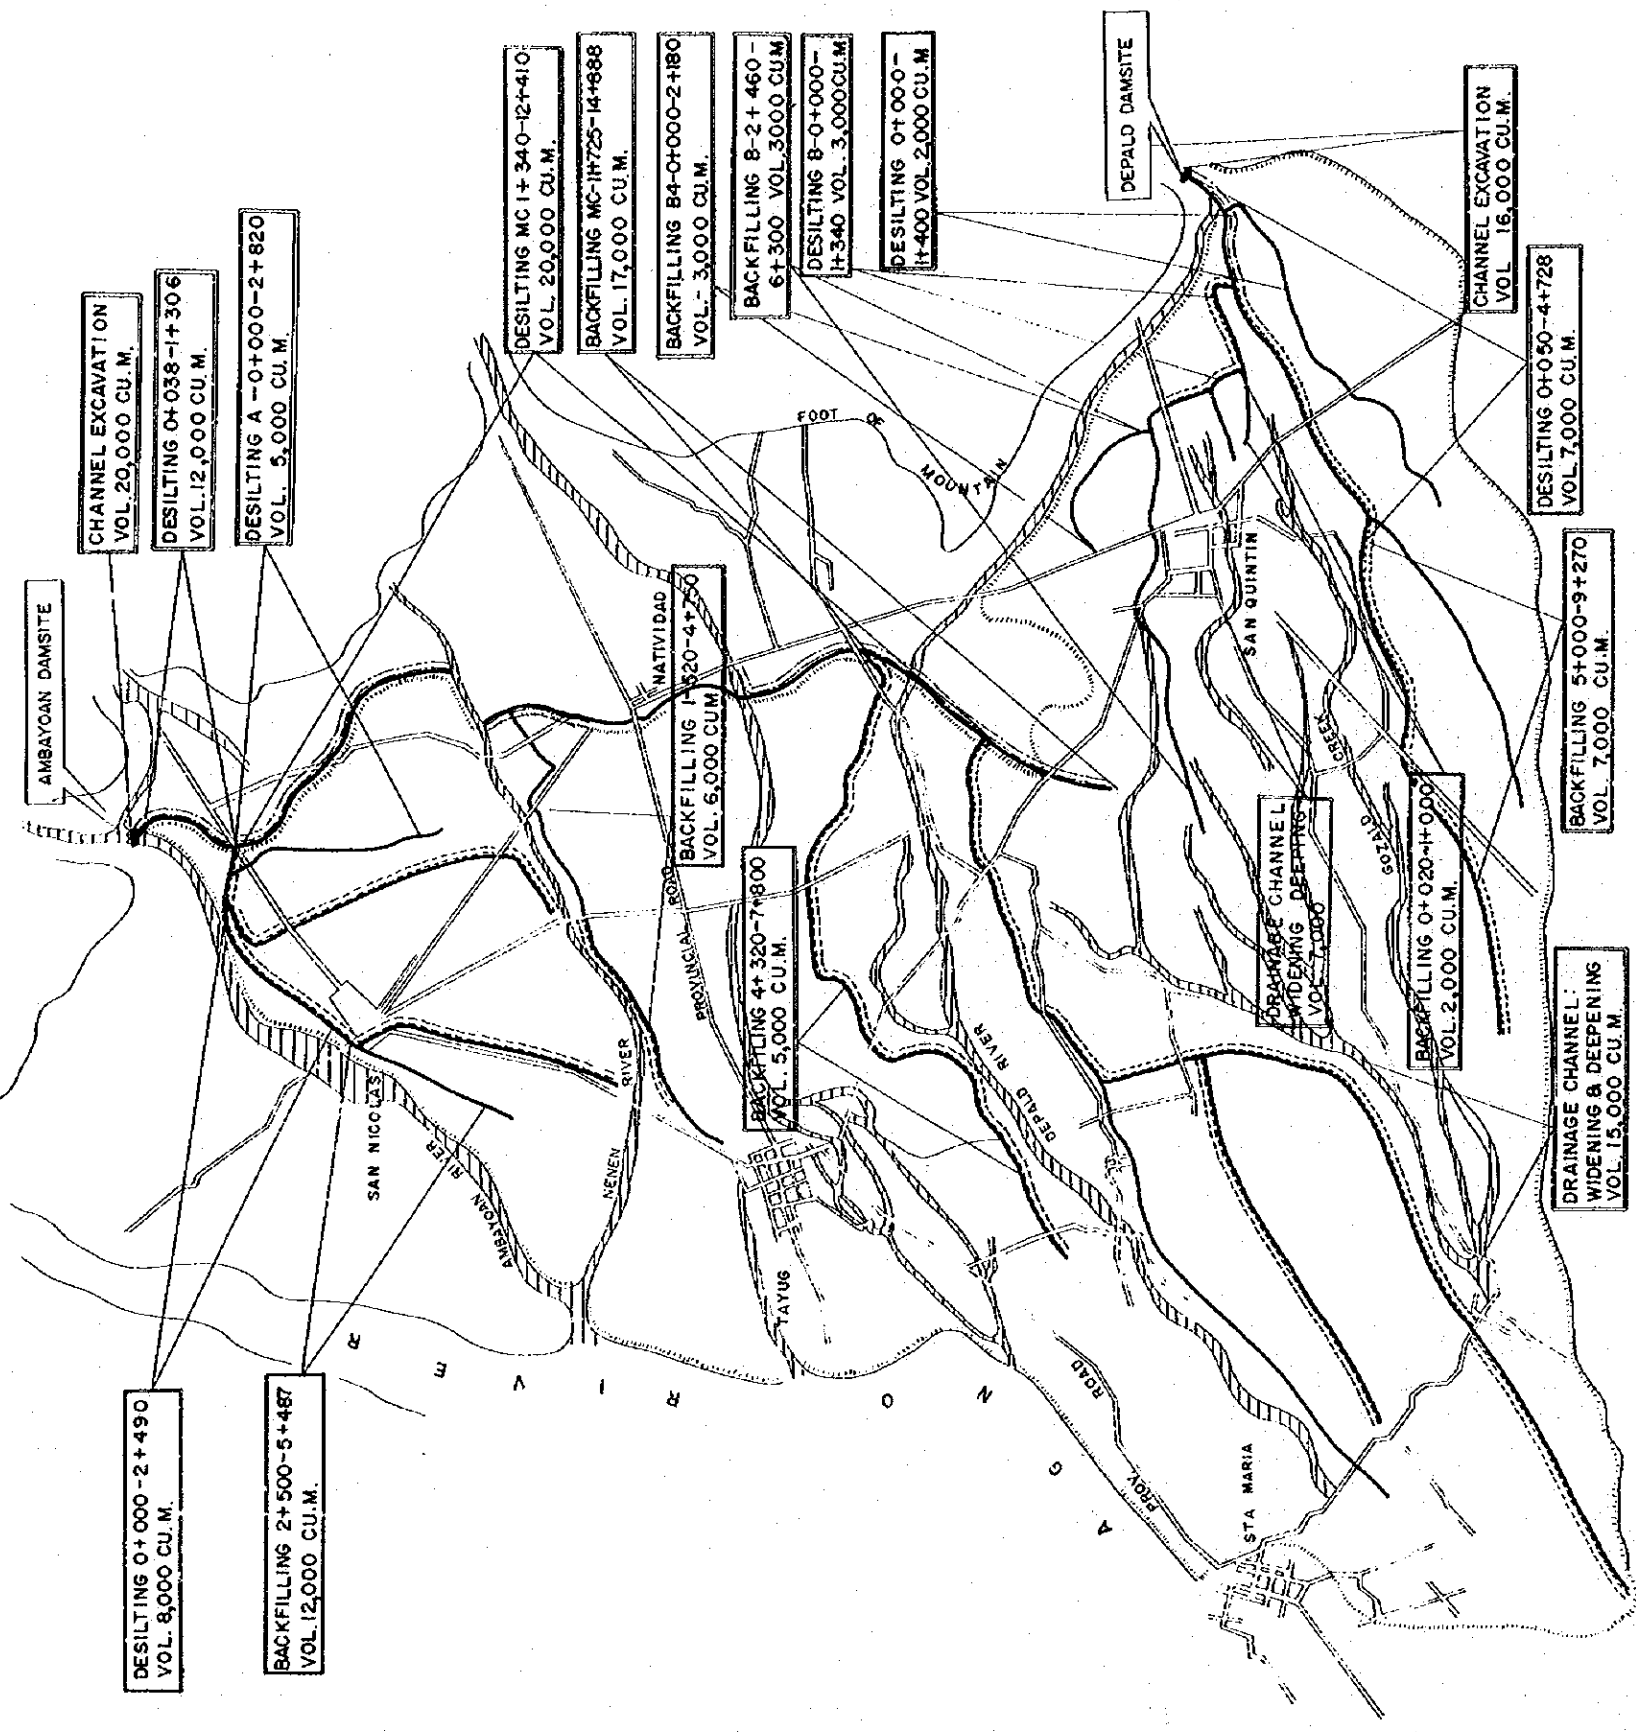 AMBAYOAN DAMSITE
CHANNEL EXCAVATION
VOL. 20,000 CU.M.
DESILTING 0+038-1+306
VOL. 12,000 CU.M.
DESILTING A-0+000-2+820
VOL. 5,000 CU.M.
DESILTING MC 1+340-12+410
VOL. 20,000 CU.M.
BACKFILLING MC-11+725-14+888
VOL. 17,000 CU.M.
BACKFILLING B4-0+000-2+180
VOL.- 3,000 CU.M.
BACKFILLING 8-2+460-
6+300 VOL. 3000 CU.M
DESILTING 8-0+000-
1+340 VOL. 3,000 CU.M
DESILTING 0+000-
1+400 VOL. 2,000 CU.M
DEPALO DAMSITE
CHANNEL EXCAVATION
VOL 16,000 CU.M.
DESILTING 0+050-4+728
VOL. 7,000 CU.M.
BACKFILLING 5+000-9+270
VOL. 7,000 CU.M.
DRAINAGE CHANNEL:
WIDENING & DEEPENING
VOL. 15,000 CU.M.
BACKFILLING 0+020-1+000
VOL. 2,000 CU.M.
DRAINAGE CHANNEL
WIDENING DEEPING
VOL 7,000
BACKFILLING 4+320-7+800
VOL. 5,000 CU.M.
BACKFILLING 1+520-4+750
VOL. 6,000 CU.M
DESILTING 0+000-2+490
VOL. 8,000 CU.M.
BACKFILLING 2+500-5+487
VOL. 12,000 CU.M.
FOOT OF MOUNTAIN
NATIVIDAD
SAN QUINTIN
SAN NICOLAS
AMBAYOAN RIVER
NENEN RIVER
PROVINCIAL ROAD
TAYUG
DEPALO RIVER
GOZALO CREEK
AGNO RIVER
PROV. ROAD
STA MARIA